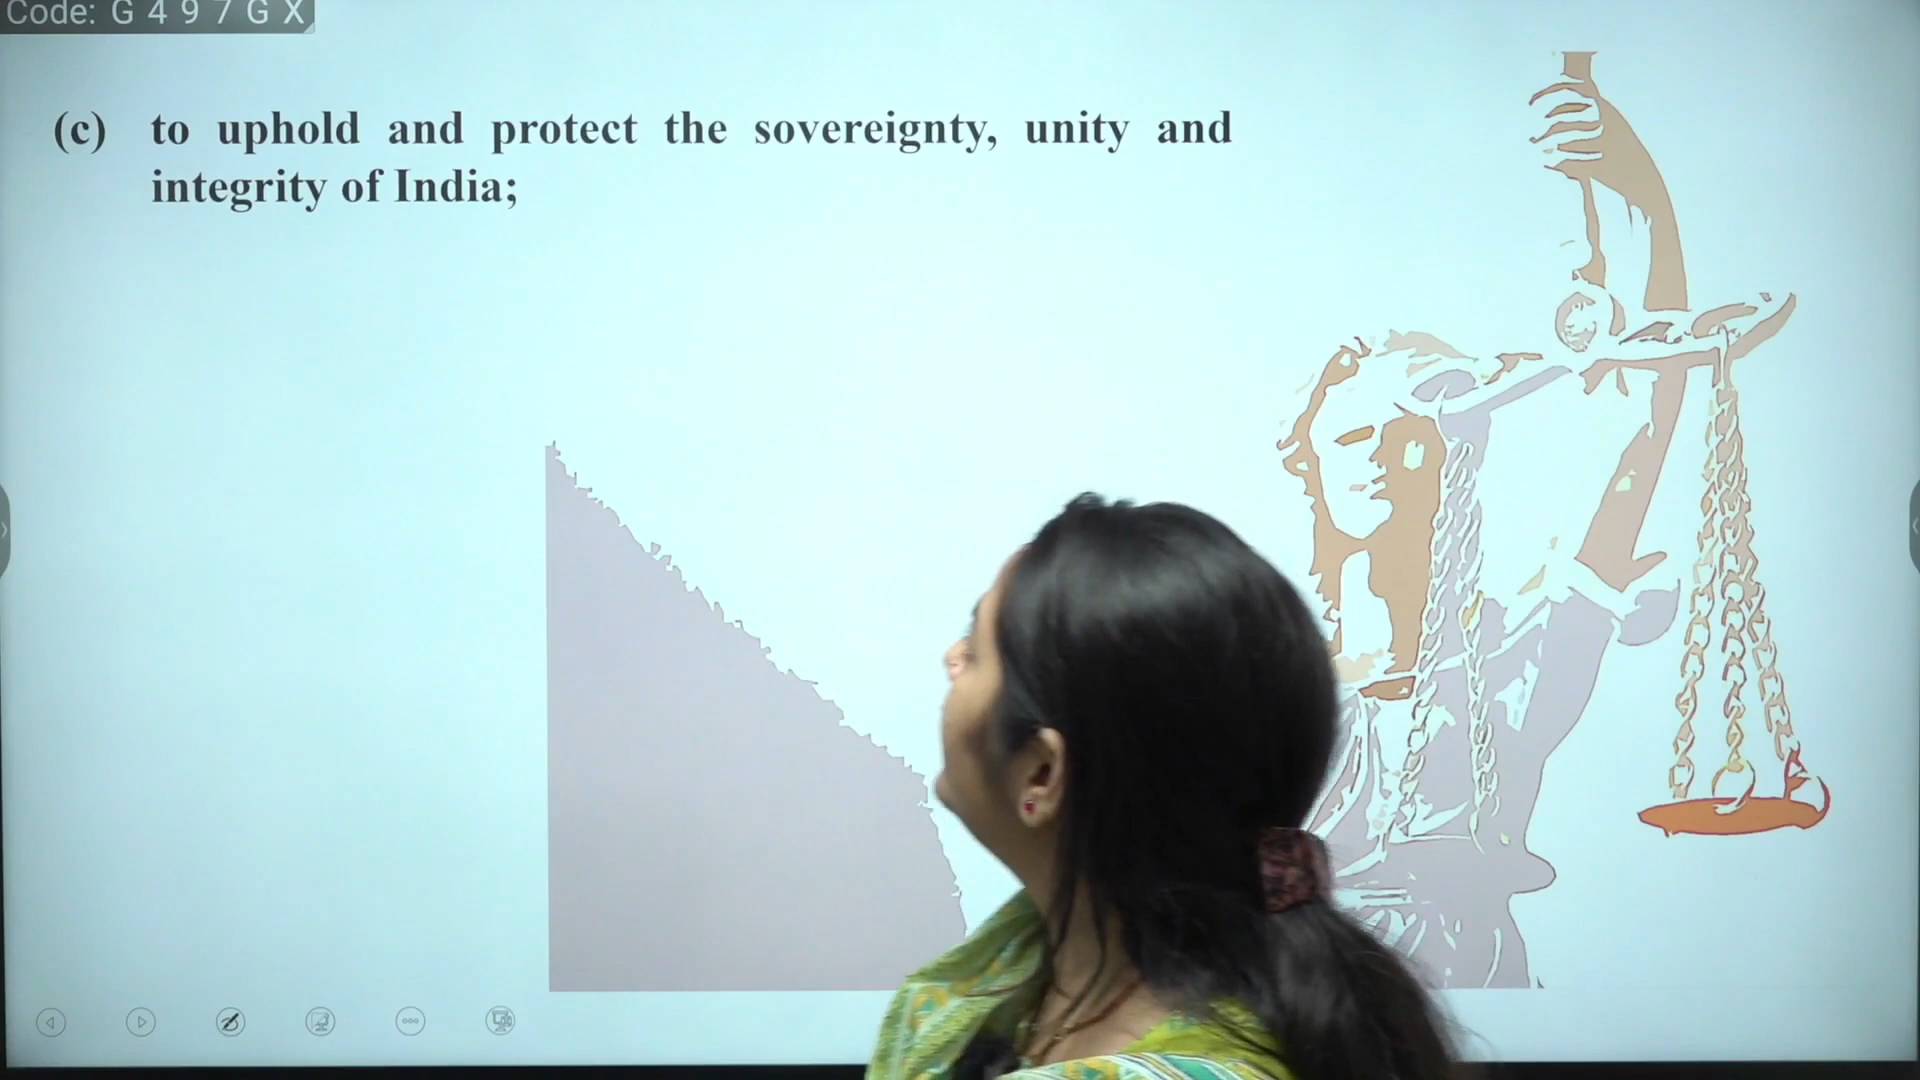 Code: G 4 9 7 G X
(c) to uphold and protect the sovereignty, unity and
integrity of India;